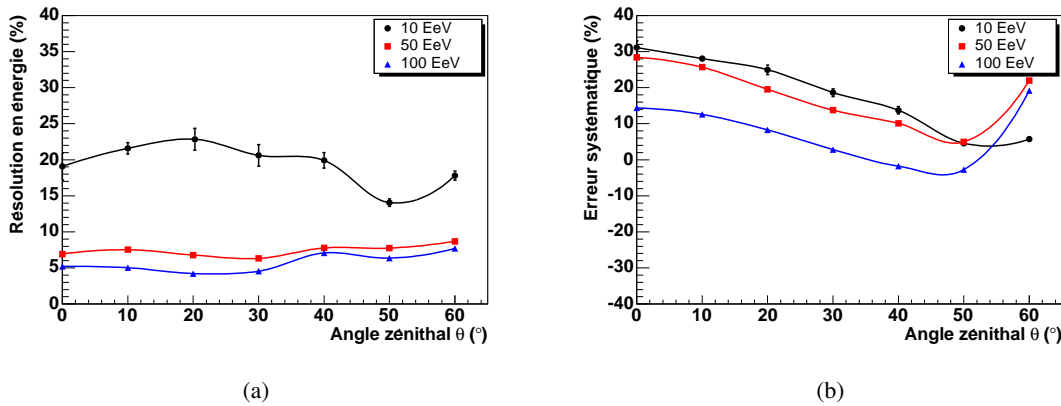 Résolution en énergie (%)
40
35
30
25
20
15
10
5
0
10 EeV
50 EeV
100 EeV
0 10 20 30 40 50 60
Angle zénithal θ (°)
(a)
Erreur systématique (%)
40
30
20
10
0
-10
-20
-30
-40
10 EeV
50 EeV
100 EeV
0 10 20 30 40 50 60
Angle zénithal θ (°)
(b)